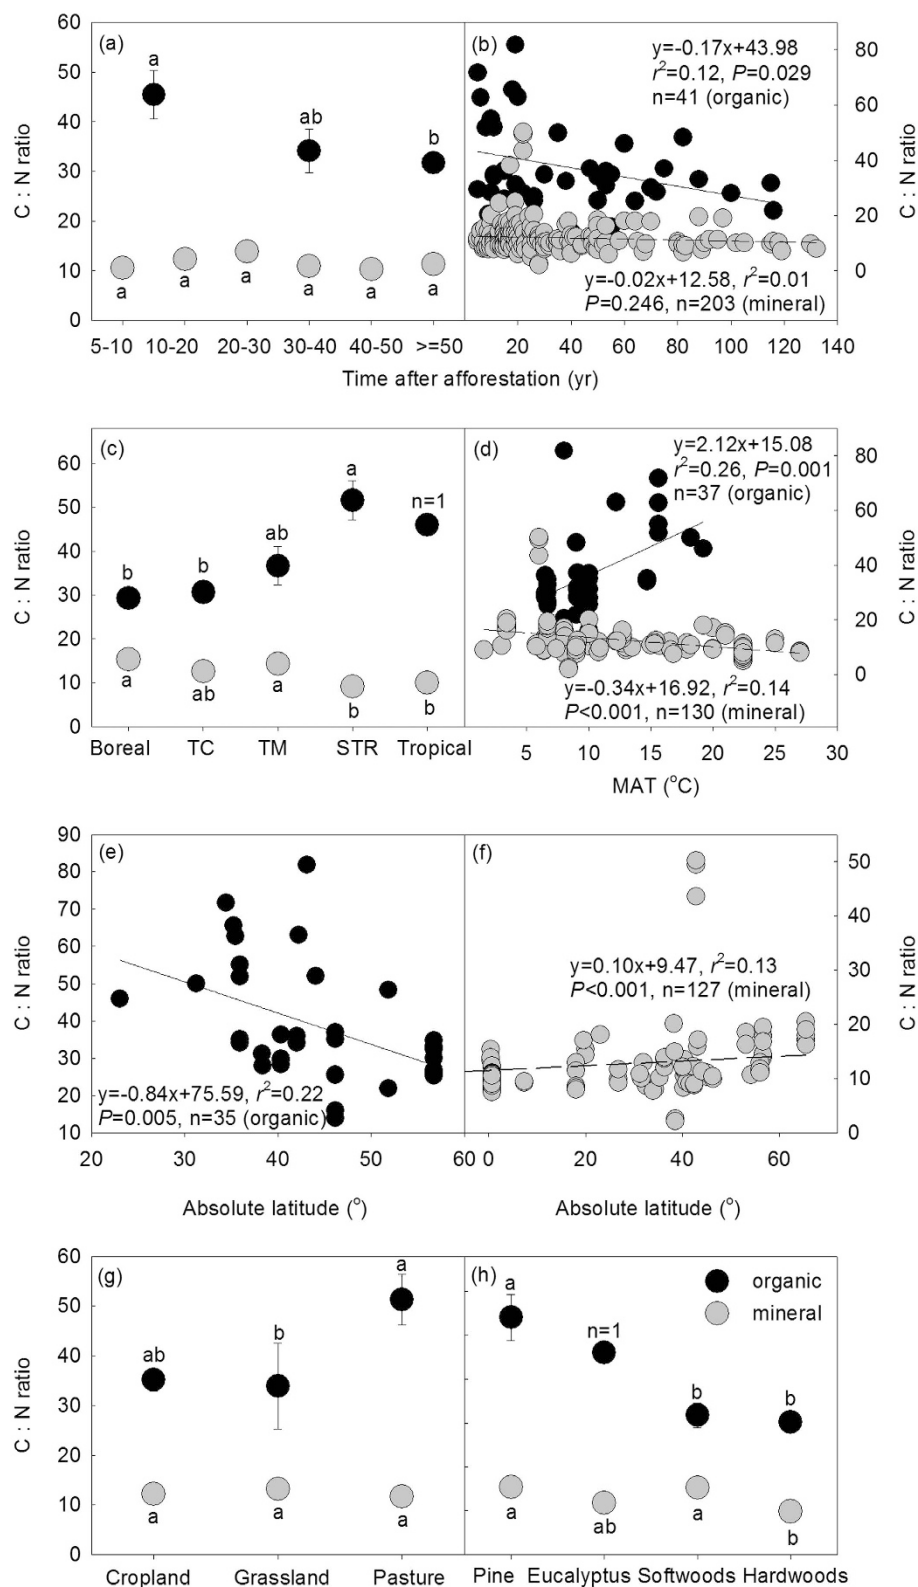 (a)
a
ab
b
a
a
a
a
a
a
60
50
40
30
20
10
0
C : N ratio
5-10 10-20 20-30 30-40 40-50 >=50
(b)
y=-0.17x+43.98
r²=0.12, P=0.029
n=41 (organic)
y=-0.02x+12.58, r²=0.01
P=0.246, n=203 (mineral)
80
60
40
20
0
C : N ratio
20 40 60 80 100 120 140
Time after afforestation (yr)
(c)
a
n=1
ab
b
b
a
ab
a
b
b
60
50
40
30
20
10
0
C : N ratio
Boreal TC TM STR Tropical
(d)
y=2.12x+15.08
r²=0.26, P=0.001
n=37 (organic)
y=-0.34x+16.92, r²=0.14
P<0.001, n=130 (mineral)
80
60
40
20
0
C : N ratio
5 10 15 20 25 30
MAT (°C)
(e)
y=-0.84x+75.59, r²=0.22
P=0.005, n=35 (organic)
90
80
70
60
50
40
30
20
10
C : N ratio
20 30 40 50 60
Absolute latitude (°)
(f)
y=0.10x+9.47, r²=0.13
P<0.001, n=127 (mineral)
50
40
30
20
10
0
C : N ratio
0 20 40 60
Absolute latitude (°)
(g)
a
ab
b
a
a
a
60
50
40
30
20
10
0
C : N ratio
Cropland Grassland Pasture
(h)
a
n=1
b
b
a
ab
a
b
organic
mineral
Pine Eucalyptus Softwoods Hardwoods